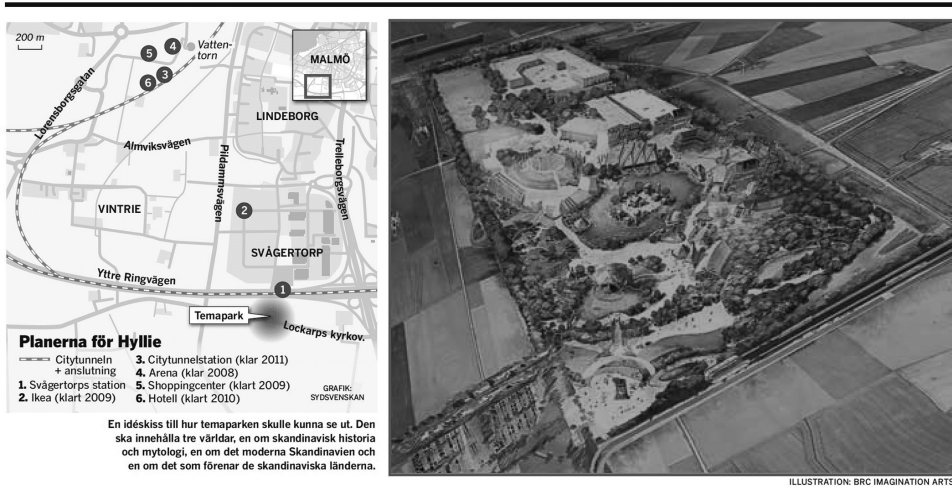 200 m
Vatten-
torn
MALMÖ
4
5
3
6
Lorensborgsgatan
LINDEBORG
Almviksvägen
Pildammsvägen
Trelleborgsvägen
VINTRIE
2
SVÅGERTORP
Yttre Ringvägen
1
Temapark
Lockarps kyrkov.
Planerna för Hyllie
Citytunneln
+ anslutning
1. Svågertorps station
2. Ikea (klart 2009)
3. Citytunnelstation (klar 2011)
4. Arena (klar 2008)
5. Shoppingcenter (klart 2009)
6. Hotell (klart 2010)
GRAFIK:
SYDSVENSKAN
En idéskiss till hur temaparken skulle kunna se ut. Den
ska innehålla tre världar, en om skandinavisk historia
och mytologi, en om det moderna Skandinavien och
en om det som förenar de skandinaviska länderna.
ILLUSTRATION: BRC IMAGINATION ARTS